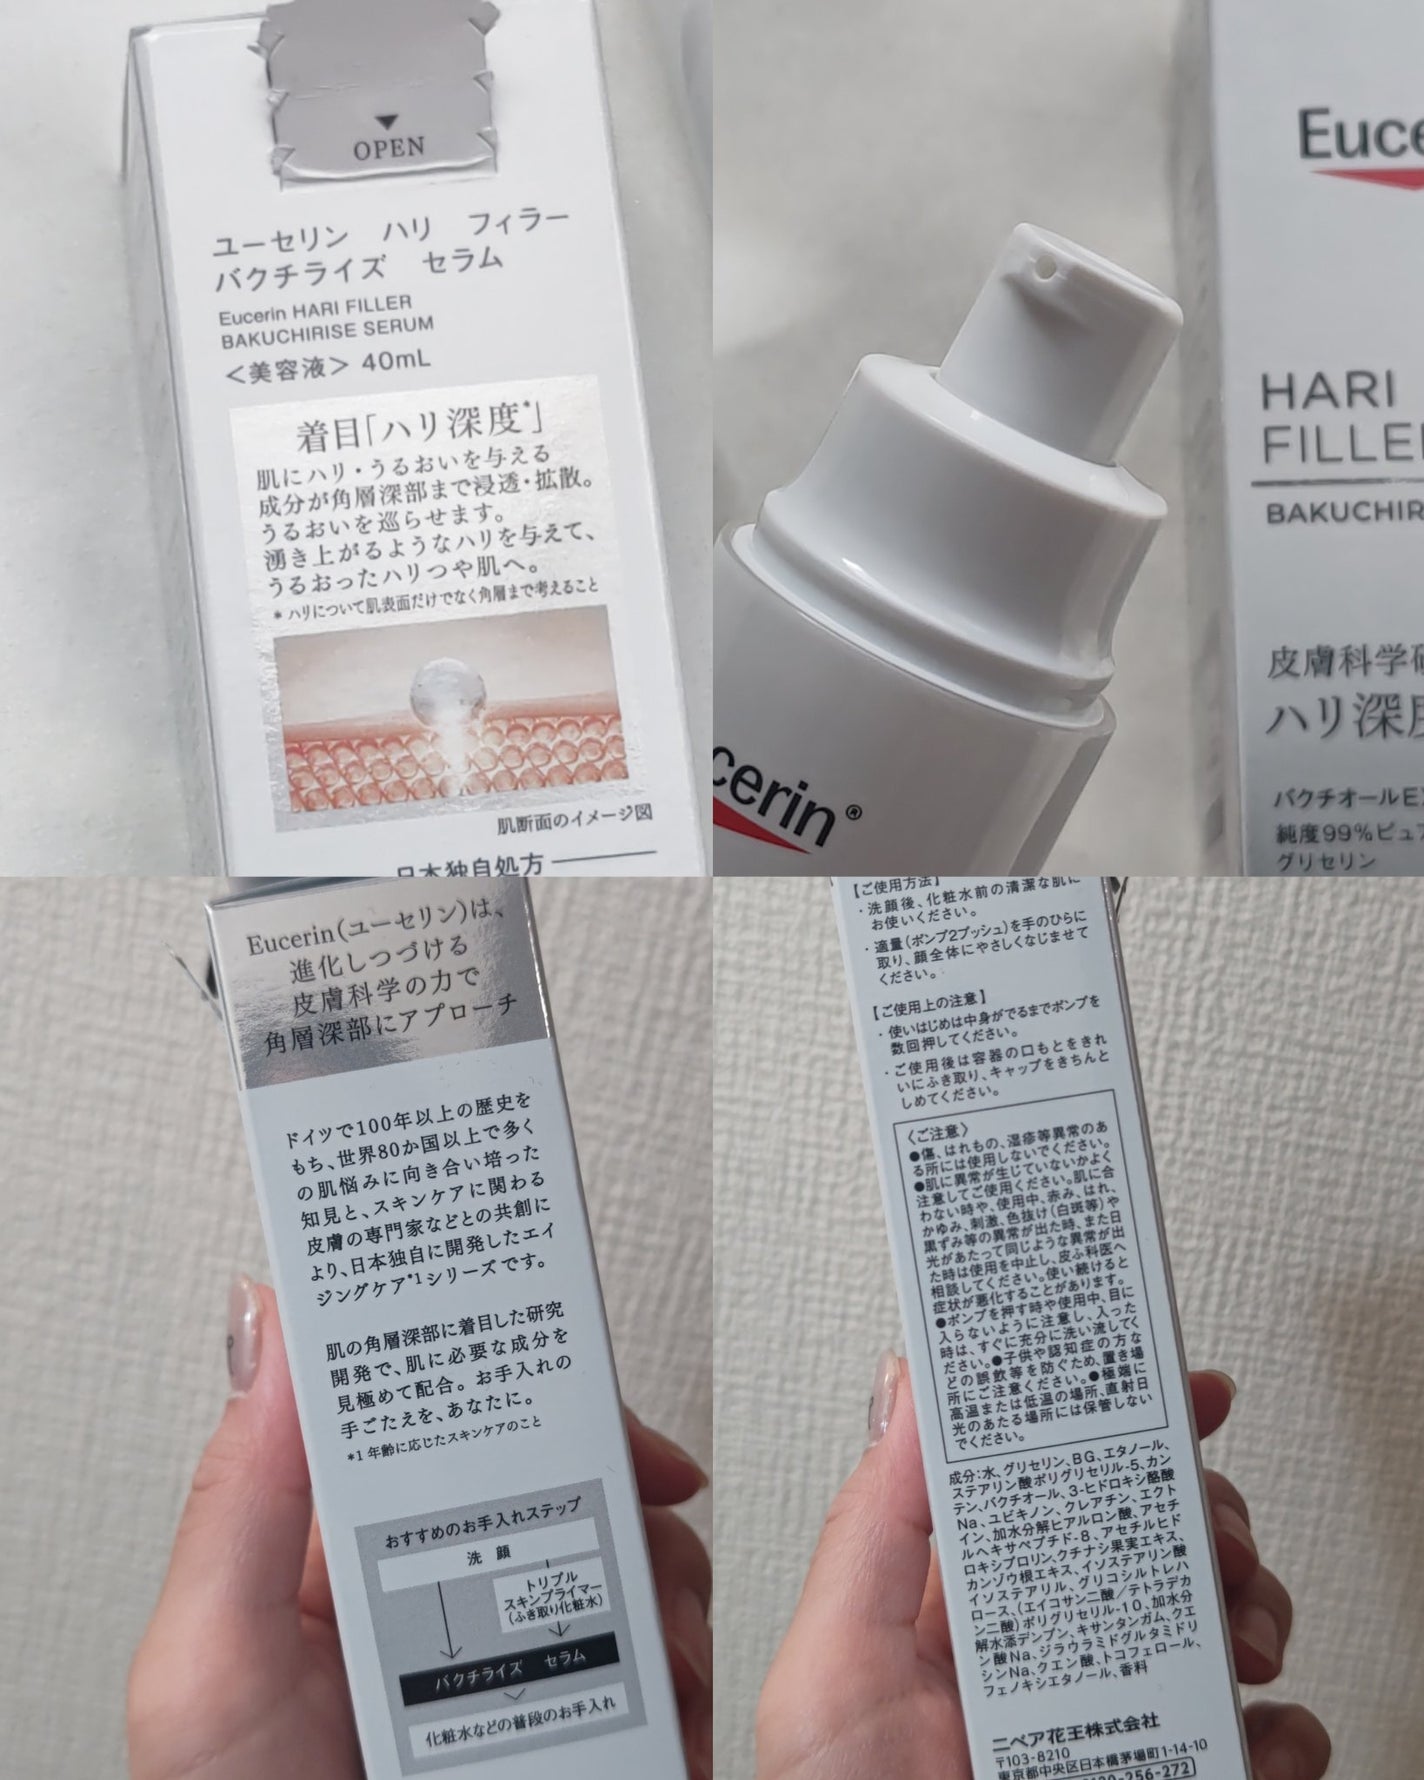 OPEN
ユーセリン ハリ フィラー
バクチライズ セラム
Eucerin HARI FILLER
BAKUCHIRISE SERUM
＜美容液＞ 40mL
着目「ハリ深度*」
肌にハリ・うるおいを与える
成分が角層深部まで浸透・拡散。
うるおいを巡らせます。
湧き上がるようなハリを与えて、
うるおったハリつや肌へ。
* ハリについて肌表面だけでなく角層まで考えること
肌断面のイメージ図
日本独自処方
cerin®
Euce
HARI
FILLE
BAKUCHIR
皮膚科学
ハリ深
バクチオールE
純度99%ピュ
グリセリン
Eucerin(ユーセリン)は、
進化しつづける
皮膚科学の力で
角層深部にアプローチ
ドイツで100年以上の歴史を
もち、世界80か国以上で多く
の肌悩みに向き合い培った
知見と、スキンケアに関わる
皮膚の専門家などとの共創に
より、日本独自に開発したエイ
ジングケア*1シリーズです。
肌の角層深部に着目した研究
開発で、肌に必要な成分を
見極めて配合。お手入れの
手ごたえを、あなたに。
*1 年齢に応じたスキンケアのこと
おすすめのお手入れステップ
洗 顔
トリプル
スキンプライマー
(ふき取り化粧水)
バクチライズ セラム
化粧水などの普段のお手入れ
【ご使用方法】
・洗顔後、化粧水前の清潔な肌に
お使いください。
・適量(ポンプ2プッシュ)を手のひらに
取り、顔全体にやさしくなじませて
ください。
【ご使用上の注意】
・使いはじめは中身がでるまでポンプを
数回押してください。
・ご使用後は容器の口もとをきれ
いにふき取り、キャップをきちんと
しめてください。
〈ご注意〉
●傷、はれもの、湿疹等異常のあ
る所には使用しないでください。
●肌に異常が生じていないかよく
注意してご使用ください。肌に合
わない時や、使用中、赤み、はれ、
かゆみ、刺激、色抜け(白斑等)や
黒ずみ等の異常が出た時、また日
光があたって同じような異常が出
た時は使用を中止し、皮ふ科医へ
相談してください。使い続けると
症状が悪化することがあります。
●ポンプを押す時や使用中、目に
入らないように注意し、入った
時は、すぐに充分に洗い流してく
ださい。●子供や認知症の方な
どの誤飲等を防ぐため、置き場
所にご注意ください。●極端に
高温または低温の場所、直射日
光のあたる場所には保管しない
でください。
成分:水、グリセリン、BG、エタノール、
ステアリン酸ポリグリセリル-5、カン
テン、バクチオール、3-ヒドロキシ酪酸
Na、ユビキノン、クレアチン、エクト
イン、加水分解ヒアルロン酸、アセチ
ルヘキサペプチド-8、アセチルヒド
ロキシプロリン、クチナシ果実エキス、
カンゾウ根エキス、イソステアリン酸
イソステアリル、グリコシルトレハ
ロース、(エイコサン二酸/テトラデカ
ン二酸)ポリグリセリル-10、加水分
解水添デンプン、キサンタンガム、クエ
ン酸Na、ジラウラミドグルタミドリ
シンNa、クエン酸、トコフェロール、
フェノキシエタノール、香料
ニベア花王株式会社
〒103-8210
東京都中央区日本橋茅場町1-14-10
-256-272